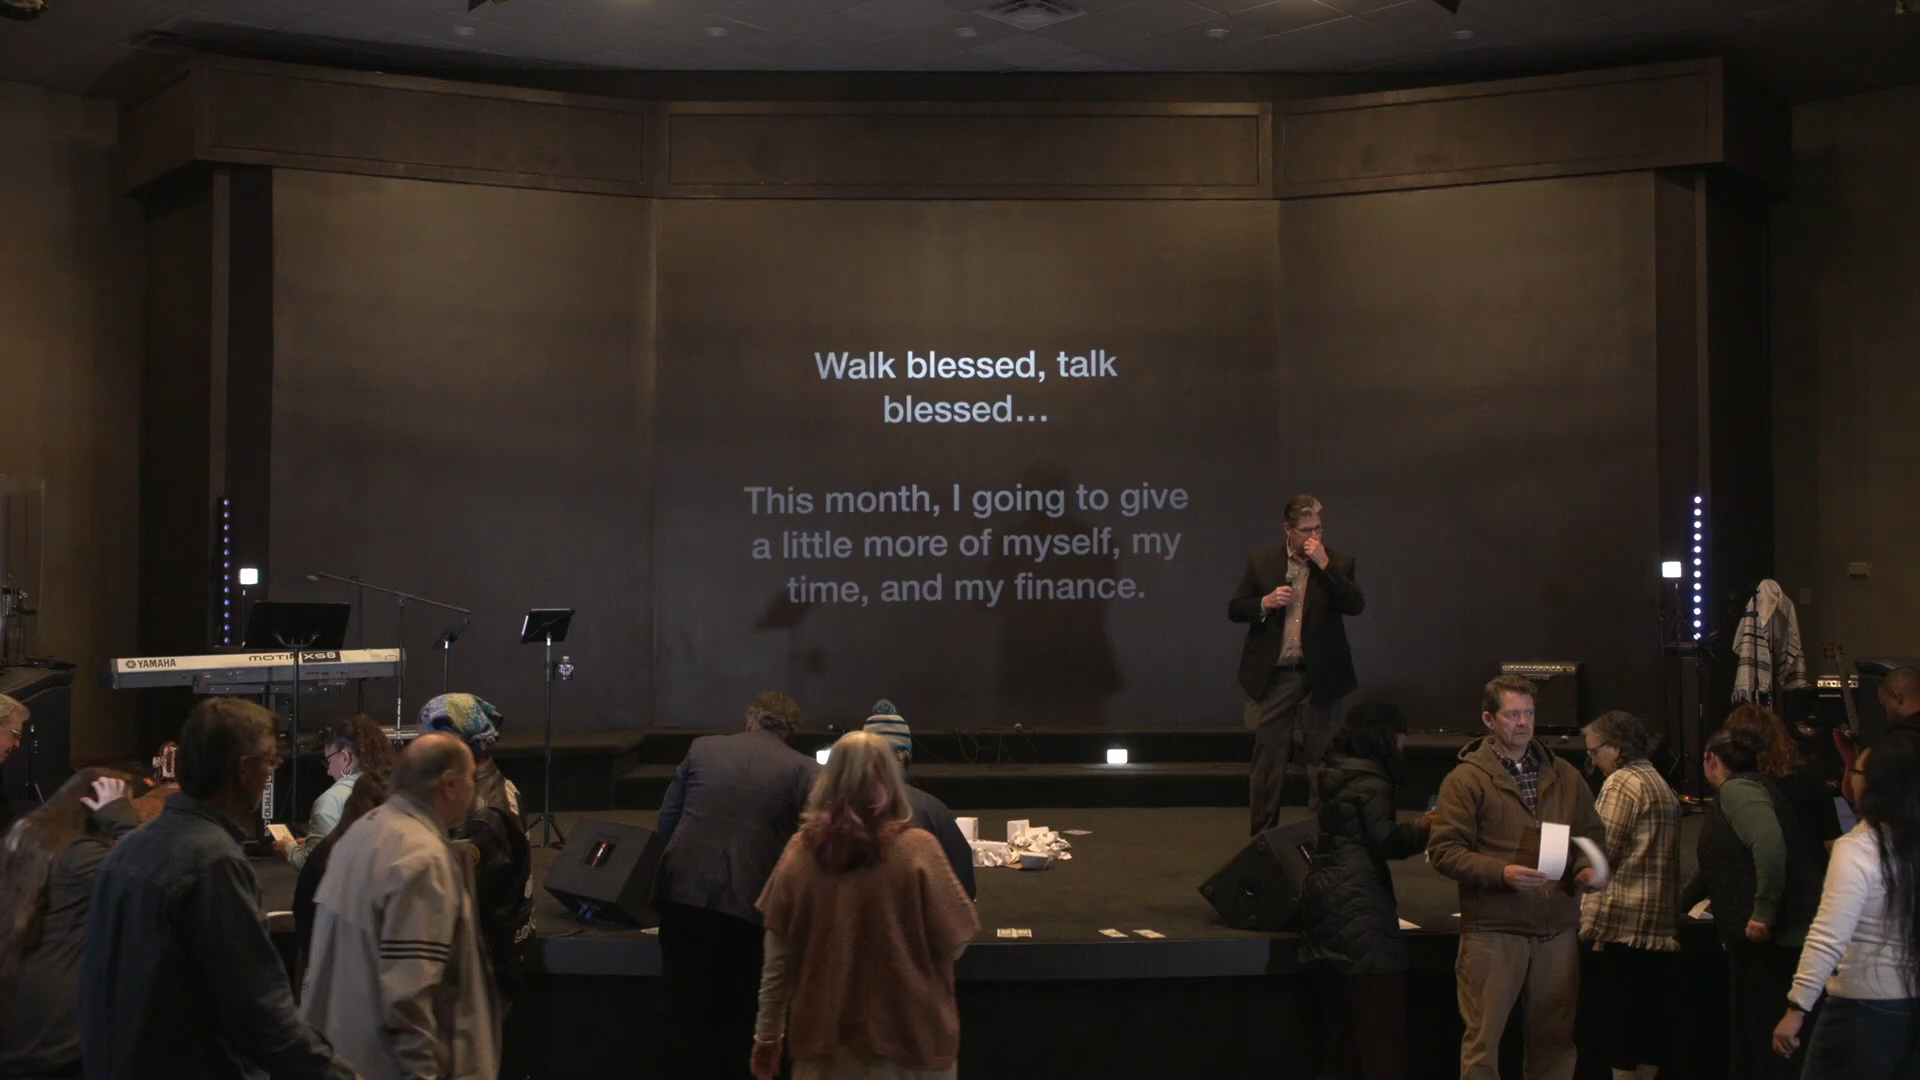 Walk blessed, talk
blessed...
This month, I going to give
a little more of myself, my
time, and my finance.
YAMAHA
MOTIF XS8